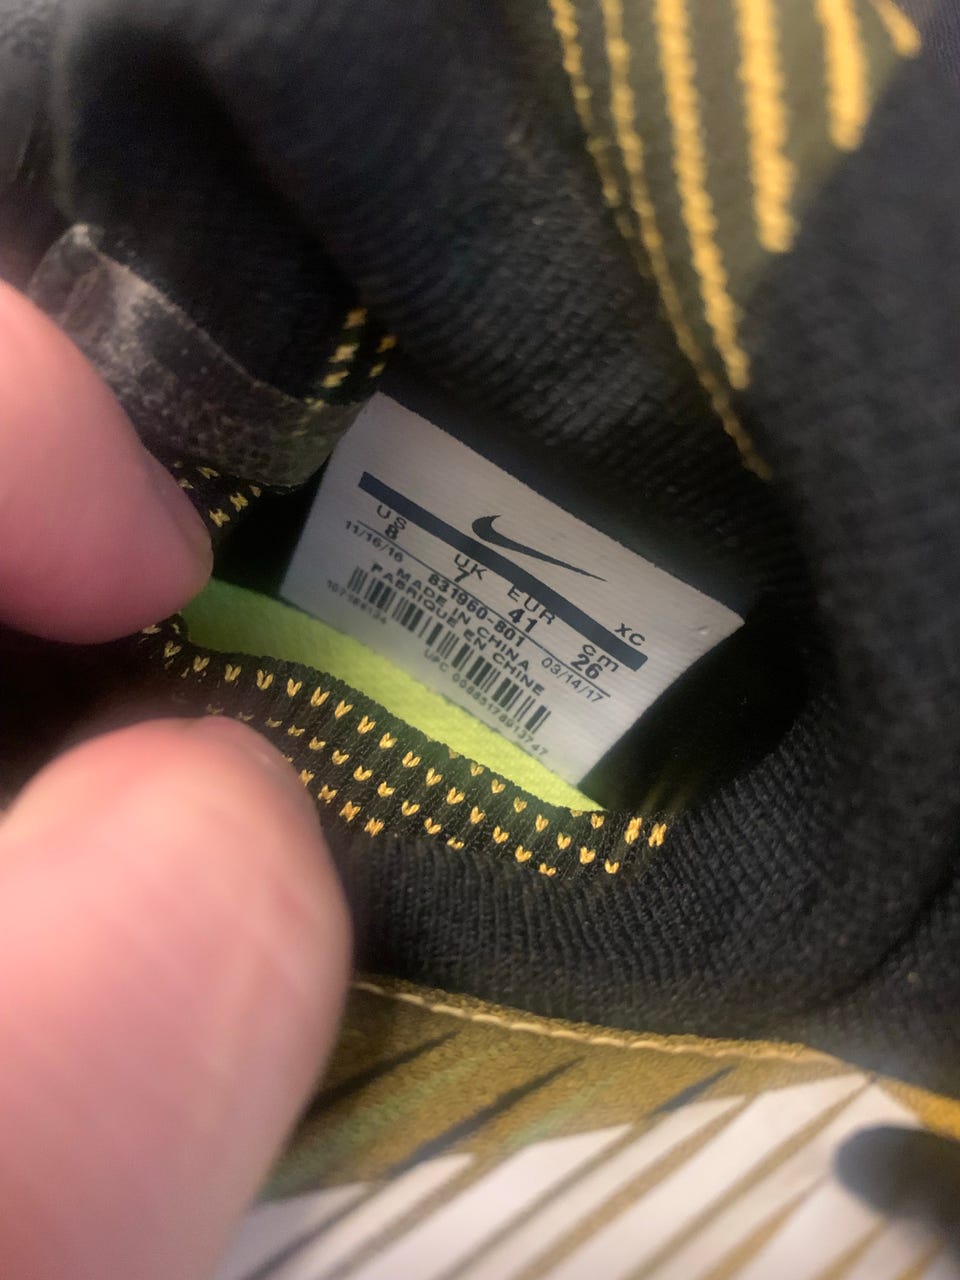 XC
US UK EUR cm
8 7 41 26
11/16/16 831960-801 03/14/17
MADE IN CHINA
FABRIQUE EN CHINE
UPC